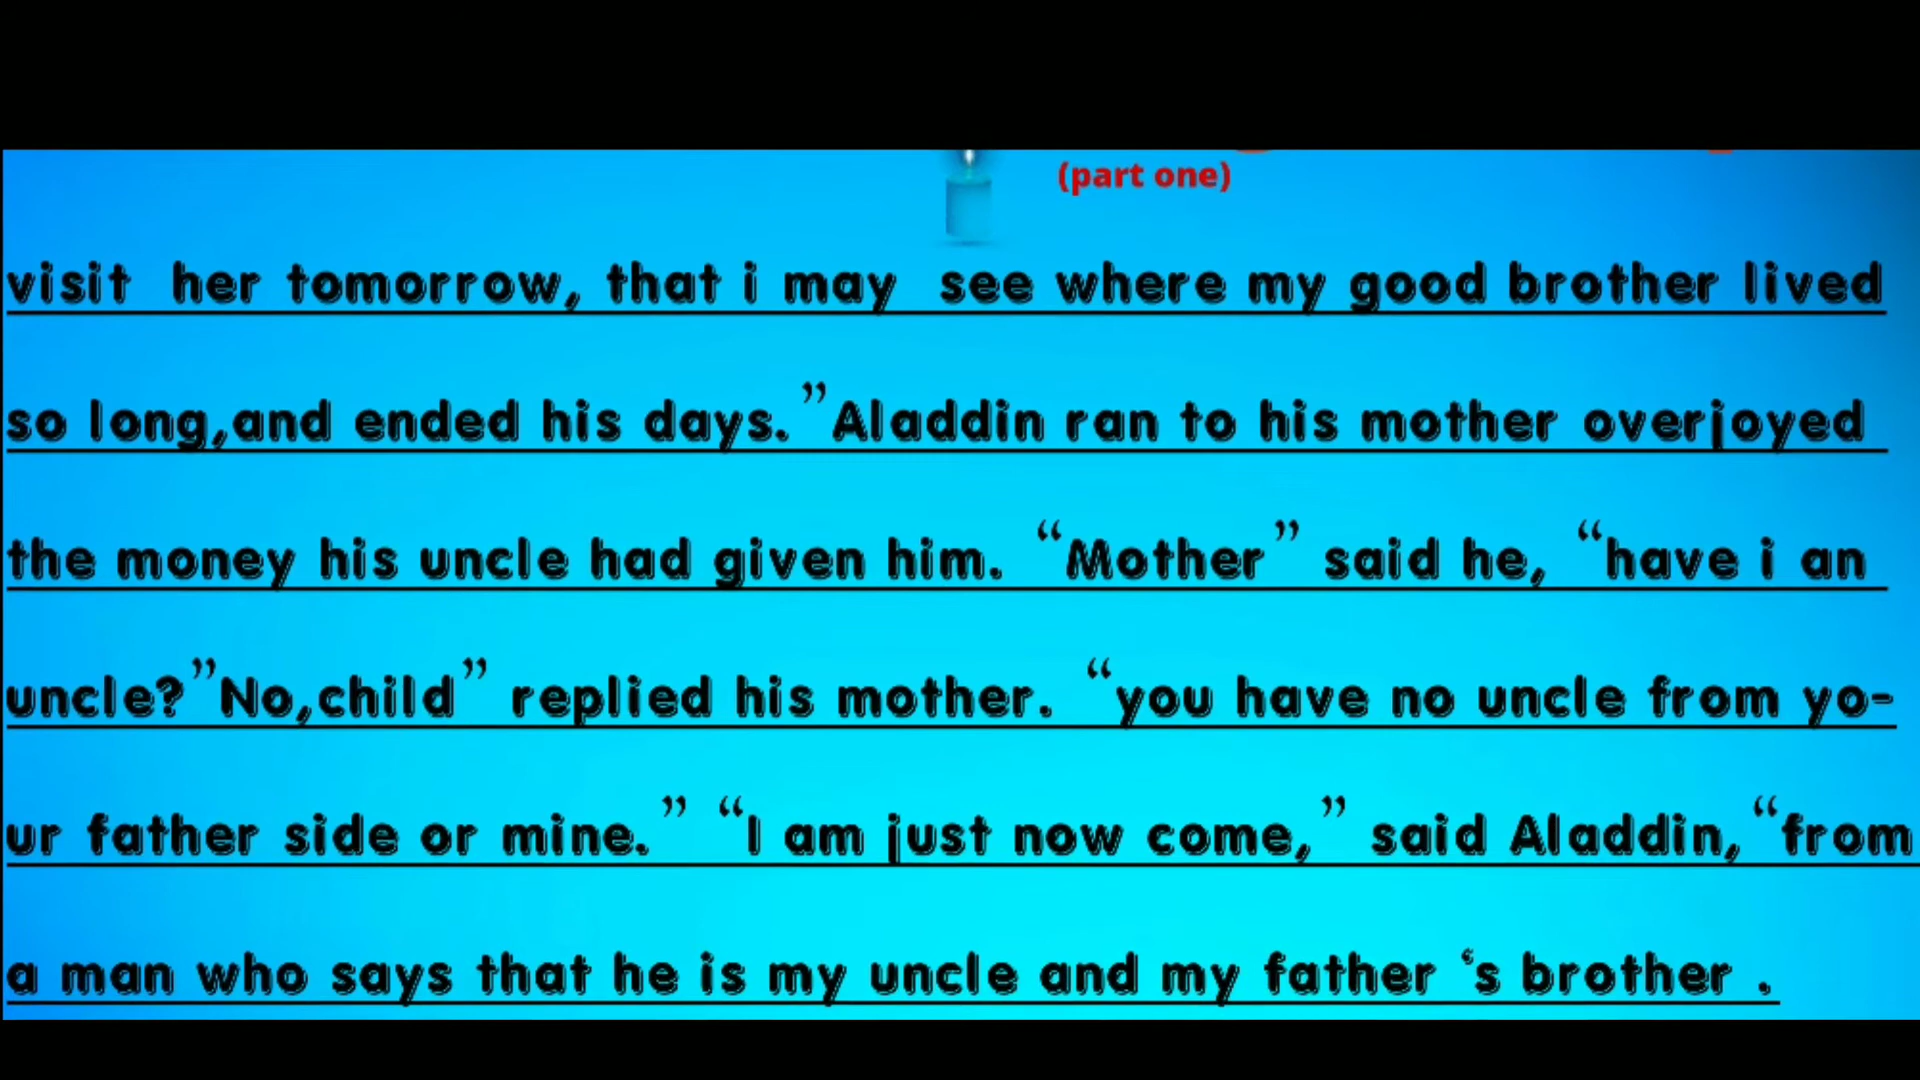 (part one)
visit her tomorrow, that i may see where my good brother lived
so long,and ended his days.”Aladdin ran to his mother overjoyed
the money his uncle had given him. “Mother” said he, “have i an
uncle?”No,child” replied his mother. “you have no uncle from yo-
ur father side or mine.” “I am just now come,” said Aladdin,“from
a man who says that he is my uncle and my father ‘s brother .